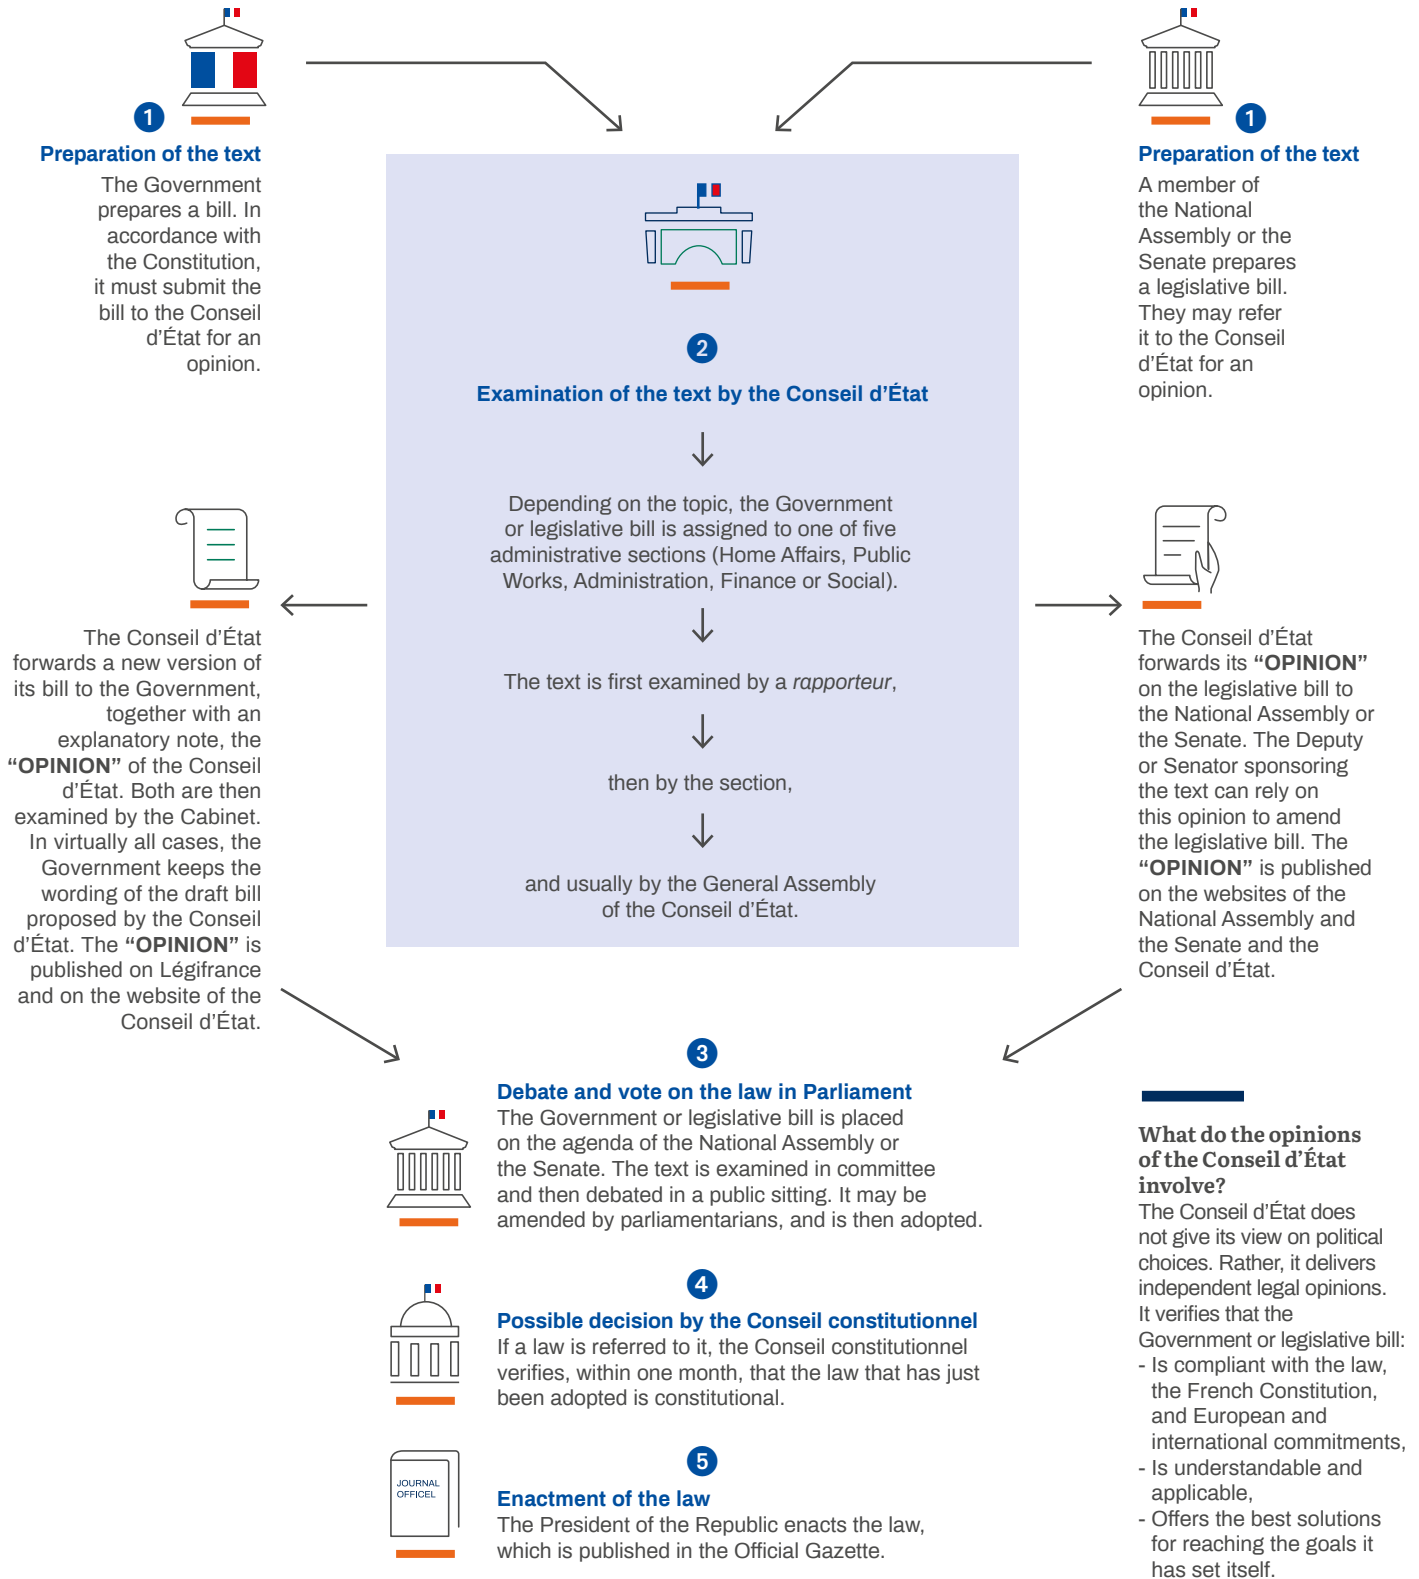 1
Preparation of the text
The Government
prepares a bill. In
accordance with
the Constitution,
it must submit the
bill to the Conseil
d’État for an
opinion.
1
Preparation of the text
A member of
the National
Assembly or the
Senate prepares
a legislative bill.
They may refer
it to the Conseil
d’État for an
opinion.
2
Examination of the text by the Conseil d’État
Depending on the topic, the Government
or legislative bill is assigned to one of five
administrative sections (Home Affairs, Public
Works, Administration, Finance or Social).
The text is first examined by a rapporteur,
then by the section,
and usually by the General Assembly
of the Conseil d’État.
The Conseil d’État
forwards a new version of
its bill to the Government,
together with an
explanatory note, the
“OPINION” of the Conseil
d’État. Both are then
examined by the Cabinet.
In virtually all cases, the
Government keeps the
wording of the draft bill
proposed by the Conseil
d’État. The “OPINION” is
published on Légifrance
and on the website of the
Conseil d’État.
The Conseil d’État
forwards its “OPINION”
on the legislative bill to
the National Assembly or
the Senate. The Deputy
or Senator sponsoring
the text can rely on
this opinion to amend
the legislative bill. The
“OPINION” is published
on the websites of the
National Assembly and
the Senate and the
Conseil d’État.
3
Debate and vote on the law in Parliament
The Government or legislative bill is placed
on the agenda of the National Assembly or
the Senate. The text is examined in committee
and then debated in a public sitting. It may be
amended by parliamentarians, and is then adopted.
4
Possible decision by the Conseil constitutionnel
If a law is referred to it, the Conseil constitutionnel
verifies, within one month, that the law that has just
been adopted is constitutional.
JOURNAL
OFFICEL
5
Enactment of the law
The President of the Republic enacts the law,
which is published in the Official Gazette.
What do the opinions
of the Conseil d’État
involve?
The Conseil d’État does
not give its view on political
choices. Rather, it delivers
independent legal opinions.
It verifies that the
Government or legislative bill:
- Is compliant with the law,
the French Constitution,
and European and
international commitments,
- Is understandable and
applicable,
- Offers the best solutions
for reaching the goals it
has set itself.